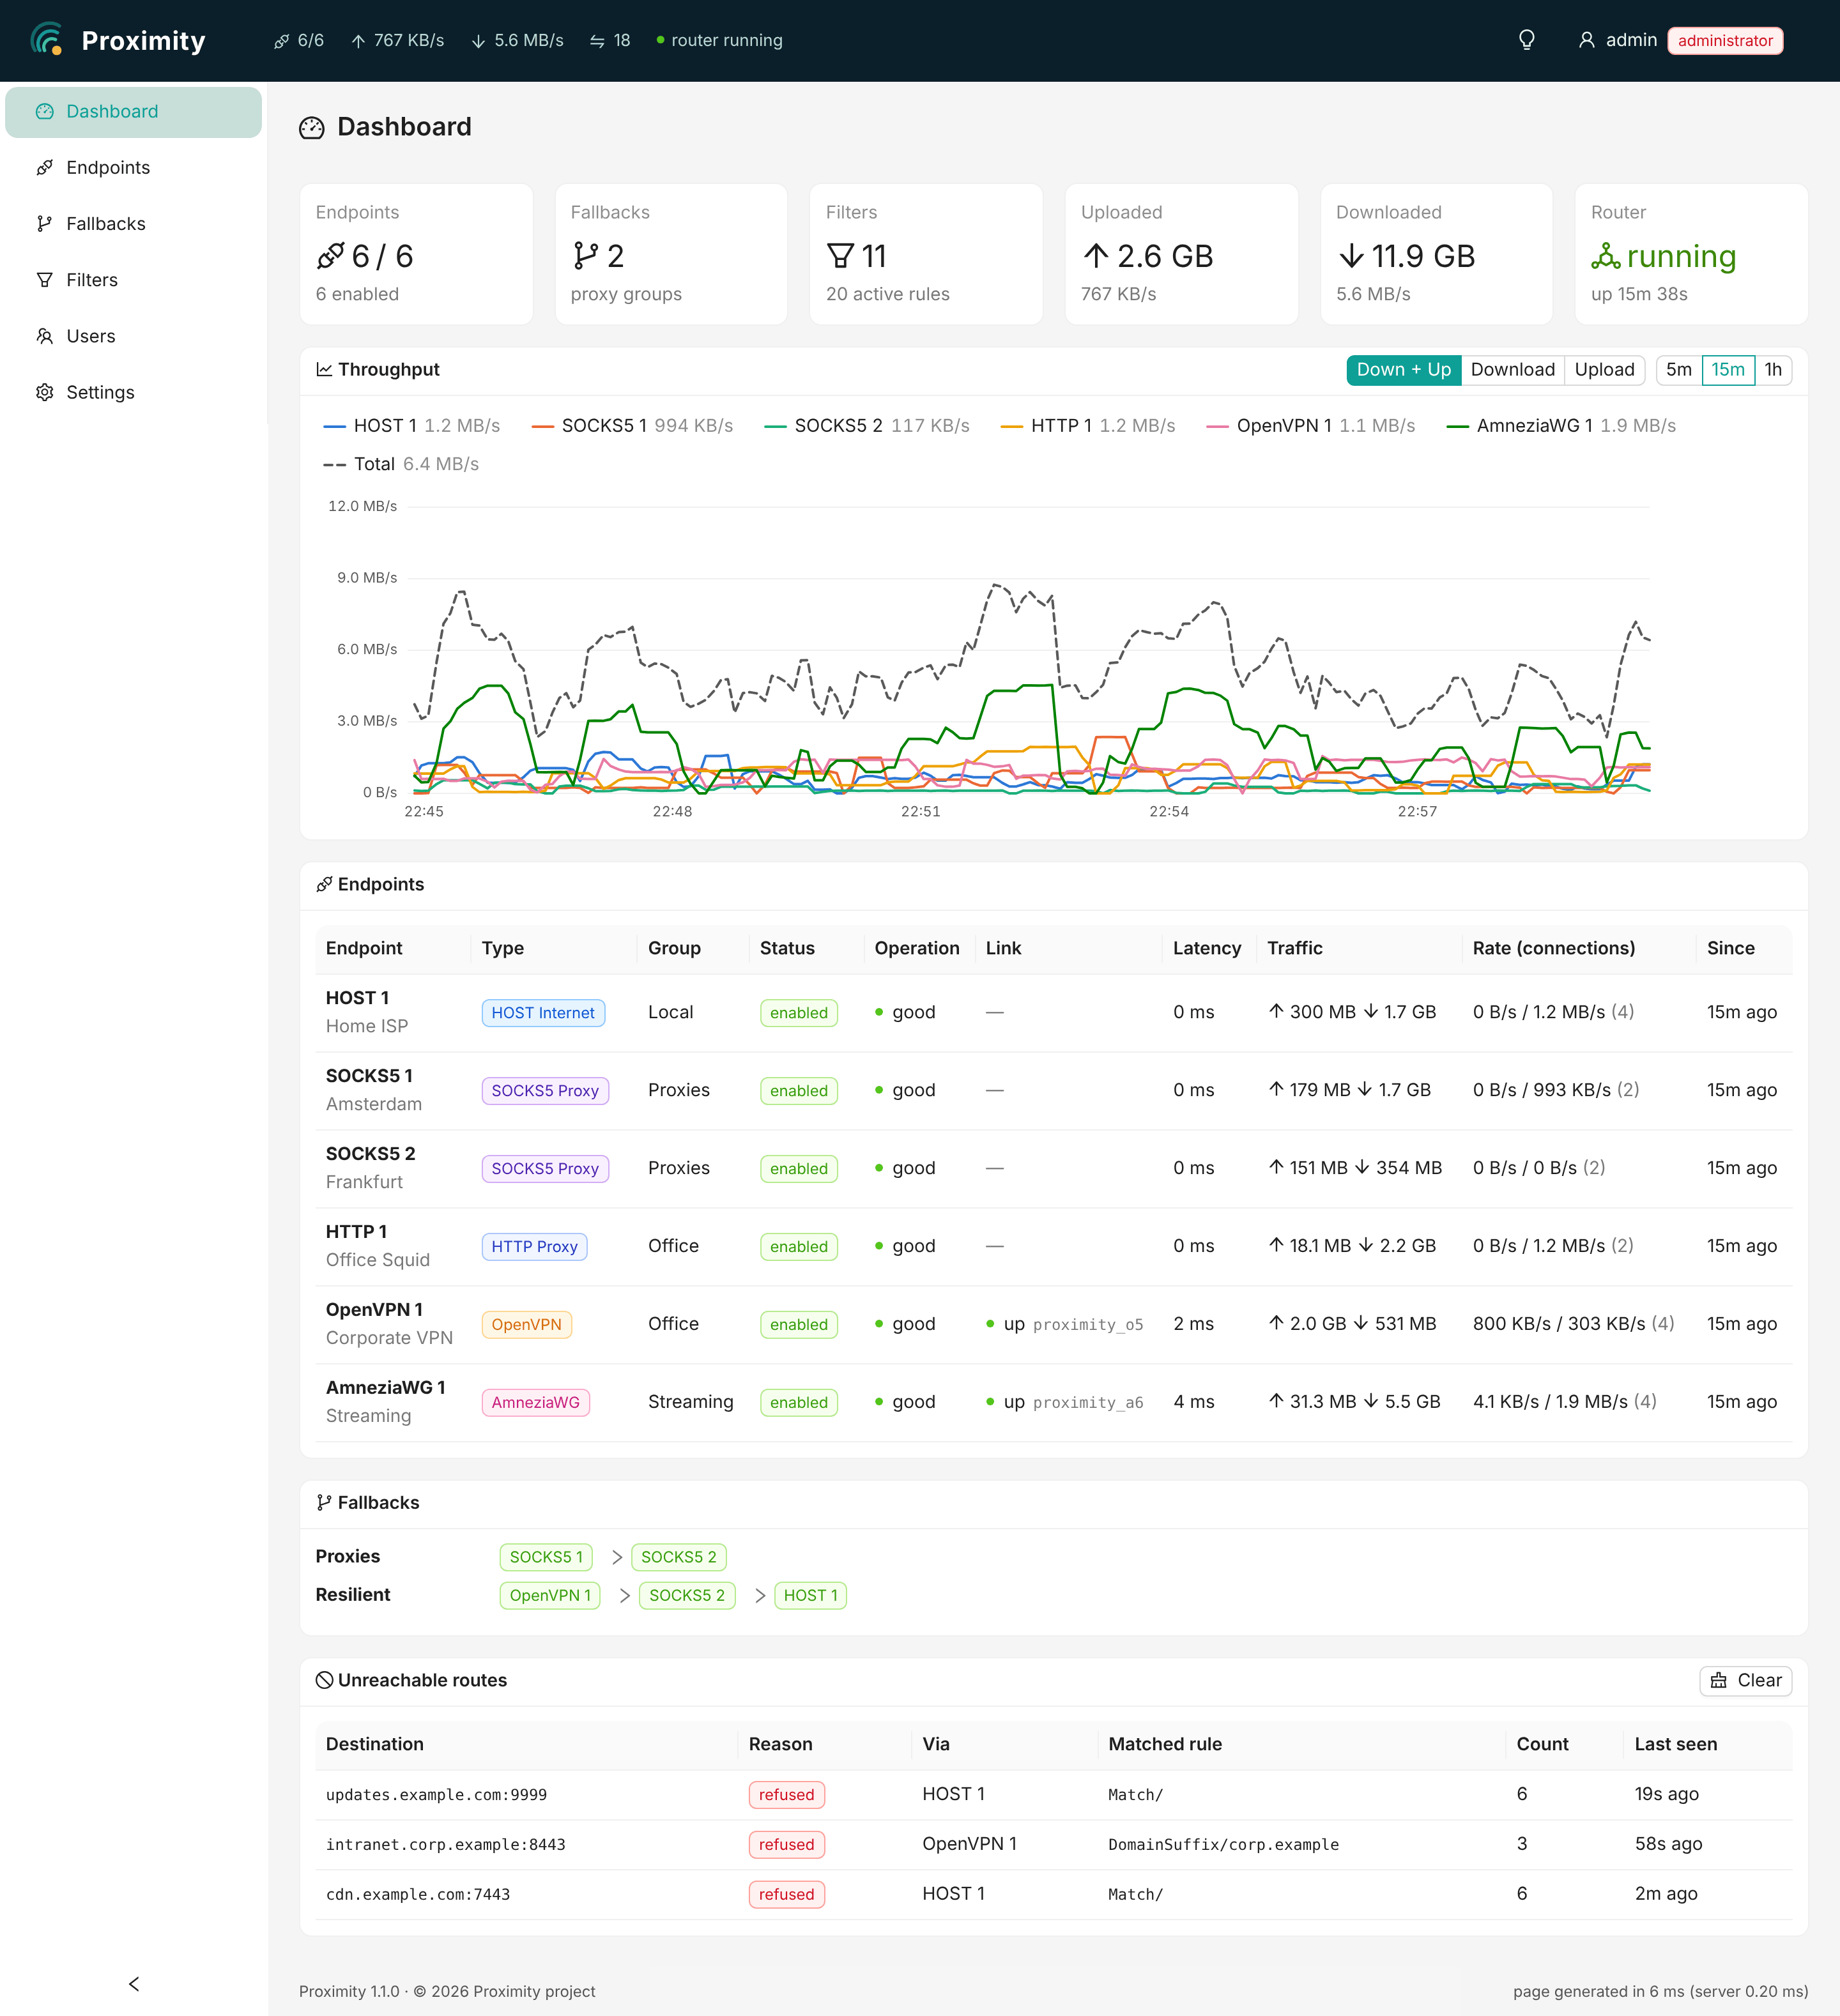 Proximity 6/6 767 KB/s 5.6 MB/s 18 router running admin administrator
Dashboard
Endpoints
Fallbacks
Filters
Users
Settings
Dashboard
Endpoints
6 / 6
6 enabled
Fallbacks
2
proxy groups
Filters
11
20 active rules
Uploaded
2.6 GB
767 KB/s
Downloaded
11.9 GB
5.6 MB/s
Router
running
up 15m 38s
Throughput Down + Up Download Upload 5m 15m 1h
HOST 1 1.2 MB/s SOCKS5 1 994 KB/s SOCKS5 2 117 KB/s HTTP 1 1.2 MB/s OpenVPN 1 1.1 MB/s AmneziaWG 1 1.9 MB/s
Total 6.4 MB/s
12.0 MB/s
9.0 MB/s
6.0 MB/s
3.0 MB/s
0 B/s
22:45 22:48 22:51 22:54 22:57
Endpoints
Endpoint Type Group Status Operation Link Latency Traffic Rate (connections) Since
HOST 1
Home ISP
HOST Internet Local enabled good — 0 ms ↑ 300 MB ↓ 1.7 GB 0 B/s / 1.2 MB/s (4) 15m ago
SOCKS5 1
Amsterdam
SOCKS5 Proxy Proxies enabled good — 0 ms ↑ 179 MB ↓ 1.7 GB 0 B/s / 993 KB/s (2) 15m ago
SOCKS5 2
Frankfurt
SOCKS5 Proxy Proxies enabled good — 0 ms ↑ 151 MB ↓ 354 MB 0 B/s / 0 B/s (2) 15m ago
HTTP 1
Office Squid
HTTP Proxy Office enabled good — 0 ms ↑ 18.1 MB ↓ 2.2 GB 0 B/s / 1.2 MB/s (2) 15m ago
OpenVPN 1
Corporate VPN
OpenVPN Office enabled good up proximity_o5 2 ms ↑ 2.0 GB ↓ 531 MB 800 KB/s / 303 KB/s (4) 15m ago
AmneziaWG 1
Streaming
AmneziaWG Streaming enabled good up proximity_a6 4 ms ↑ 31.3 MB ↓ 5.5 GB 4.1 KB/s / 1.9 MB/s (4) 15m ago
Fallbacks
Proxies SOCKS5 1 > SOCKS5 2
Resilient OpenVPN 1 > SOCKS5 2 > HOST 1
Unreachable routes Clear
Destination Reason Via Matched rule Count Last seen
updates.example.com:9999 refused HOST 1 Match/ 6 19s ago
intranet.corp.example:8443 refused OpenVPN 1 DomainSuffix/corp.example 3 58s ago
cdn.example.com:7443 refused HOST 1 Match/ 6 2m ago
Proximity 1.1.0 · © 2026 Proximity project page generated in 6 ms (server 0.20 ms)